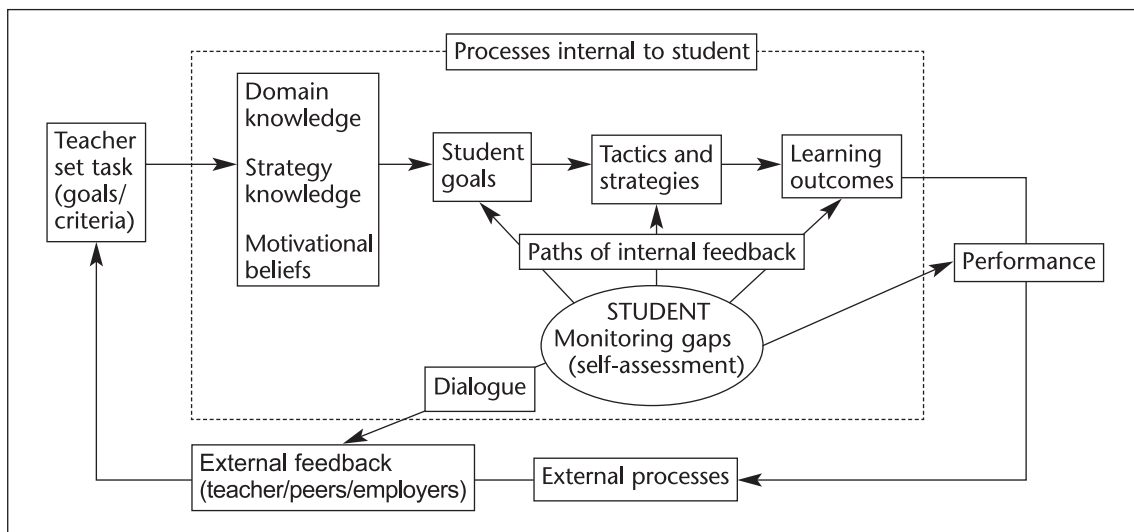 Processes internal to student
Teacher
set task
(goals/
criteria)
Domain
knowledge
Strategy
knowledge
Motivational
beliefs
Student
goals
Tactics and
strategies
Learning
outcomes
Paths of internal feedback
Performance
STUDENT
Monitoring gaps
(self-assessment)
Dialogue
External feedback
(teacher/peers/employers)
External processes